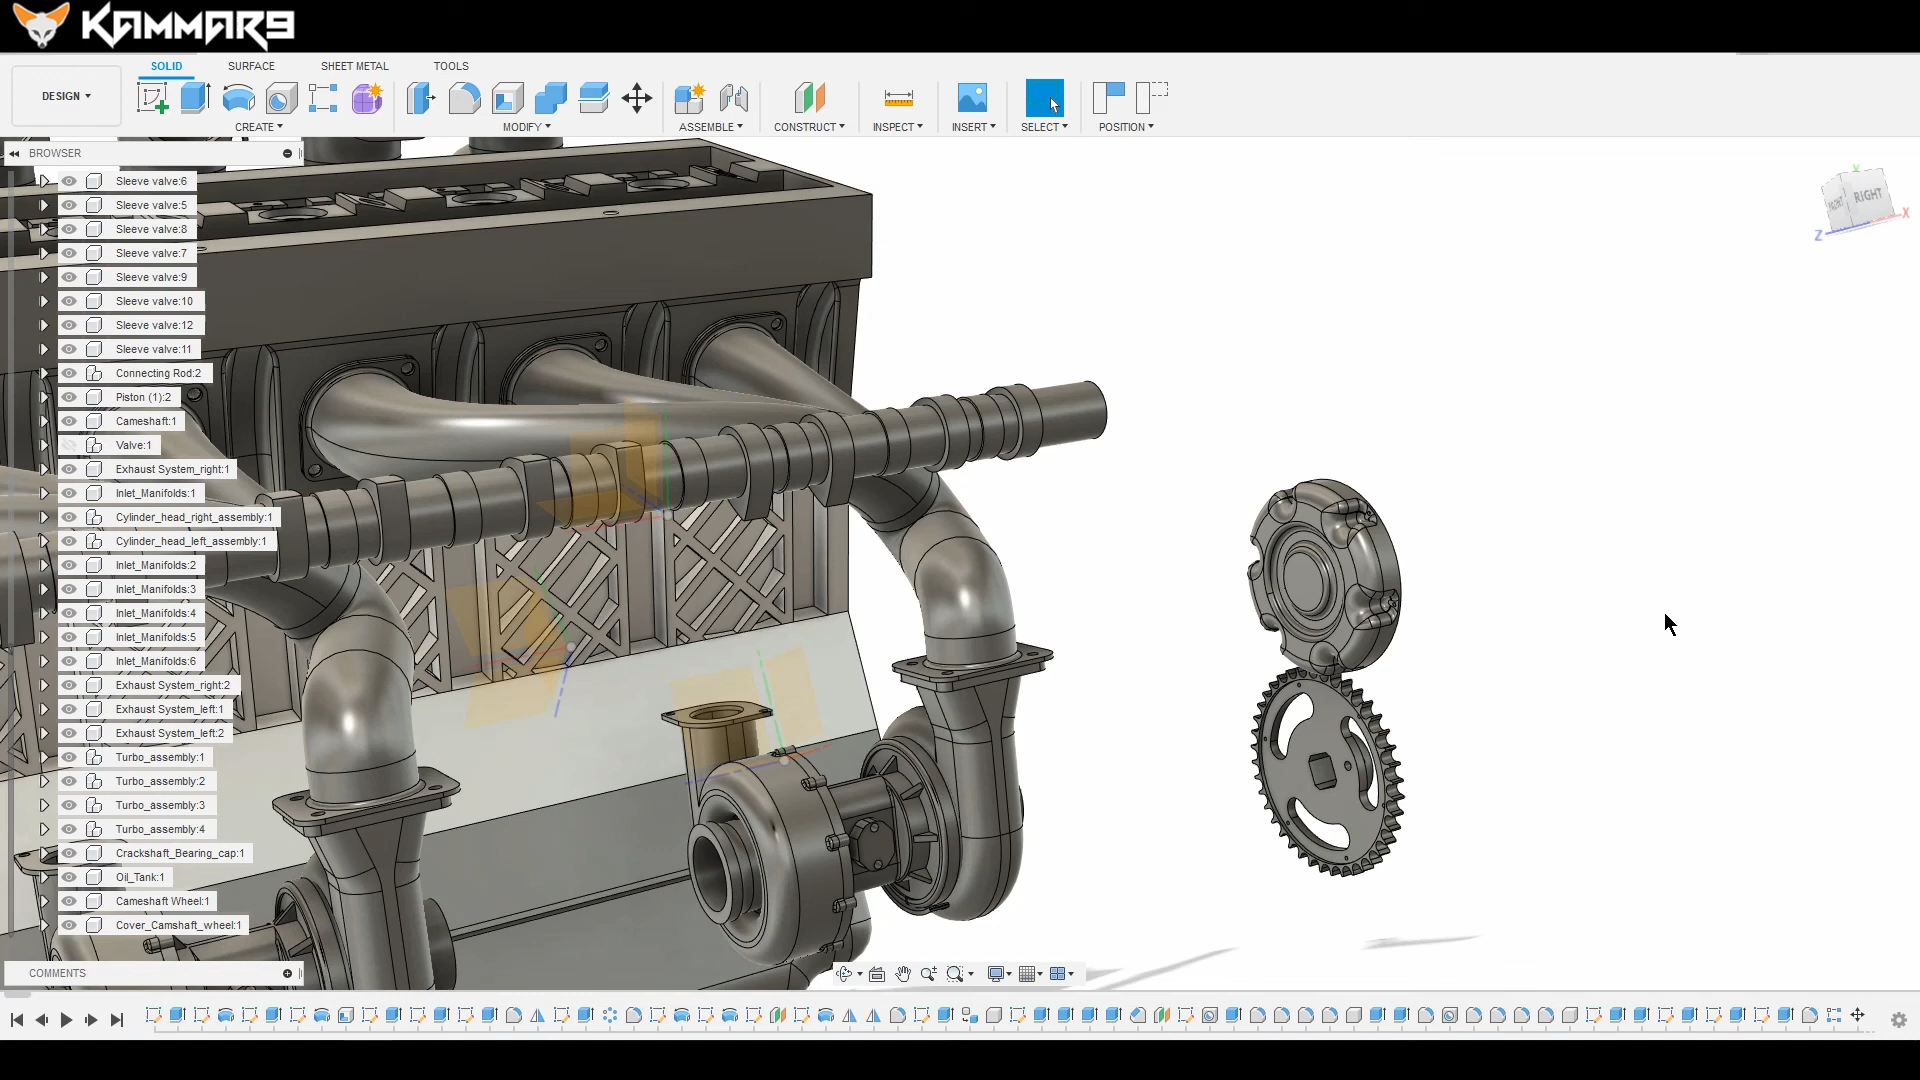 KAMMAR9
SOLID SURFACE SHEET METAL TOOLS
DESIGN
CREATE MODIFY ASSEMBLE CONSTRUCT INSPECT INSERT SELECT POSITION
BROWSER
Sleeve valve:6
Sleeve valve:5
Sleeve valve:8
Sleeve valve:7
Sleeve valve:9
Sleeve valve:10
Sleeve valve:12
Sleeve valve:11
Connecting Rod:2
Piston (1):2
Cameshaft:1
Valve:1
Exhaust System_right:1
Inlet_Manifolds:1
Cylinder_head_right_assembly:1
Cylinder_head_left_assembly:1
Inlet_Manifolds:2
Inlet_Manifolds:3
Inlet_Manifolds:4
Inlet_Manifolds:5
Inlet_Manifolds:6
Exhaust System_right:2
Exhaust System_left:1
Exhaust System_left:2
Turbo_assembly:1
Turbo_assembly:2
Turbo_assembly:3
Turbo_assembly:4
Crackshaft_Bearing_cap:1
Oil_Tank:1
Cameshaft Wheel:1
Cover_Camshaft_wheel:1
COMMENTS
Y
RIGHT
X
Z